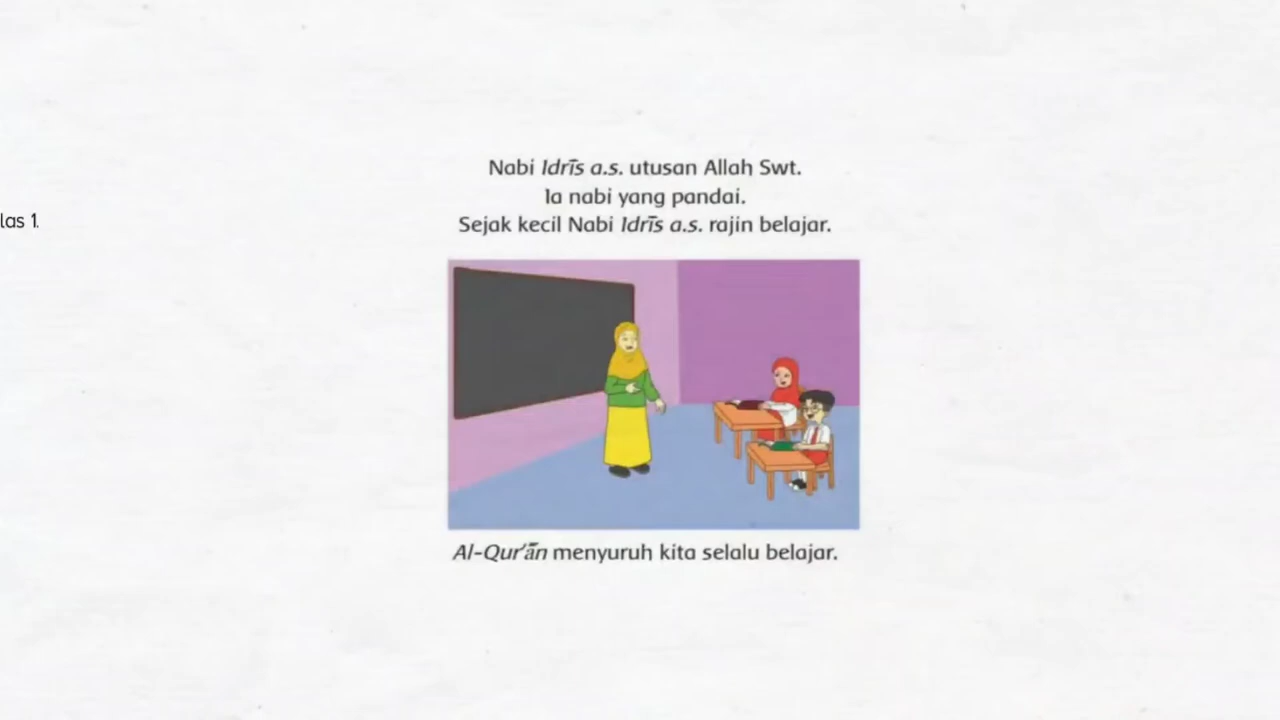 Nabi Idrīs a.s. utusan Allah Swt.
Ia nabi yang pandai.
las 1.
Sejak kecil Nabi Idrīs a.s. rajin belajar.
Al-Qur'ān menyuruh kita selalu belajar.